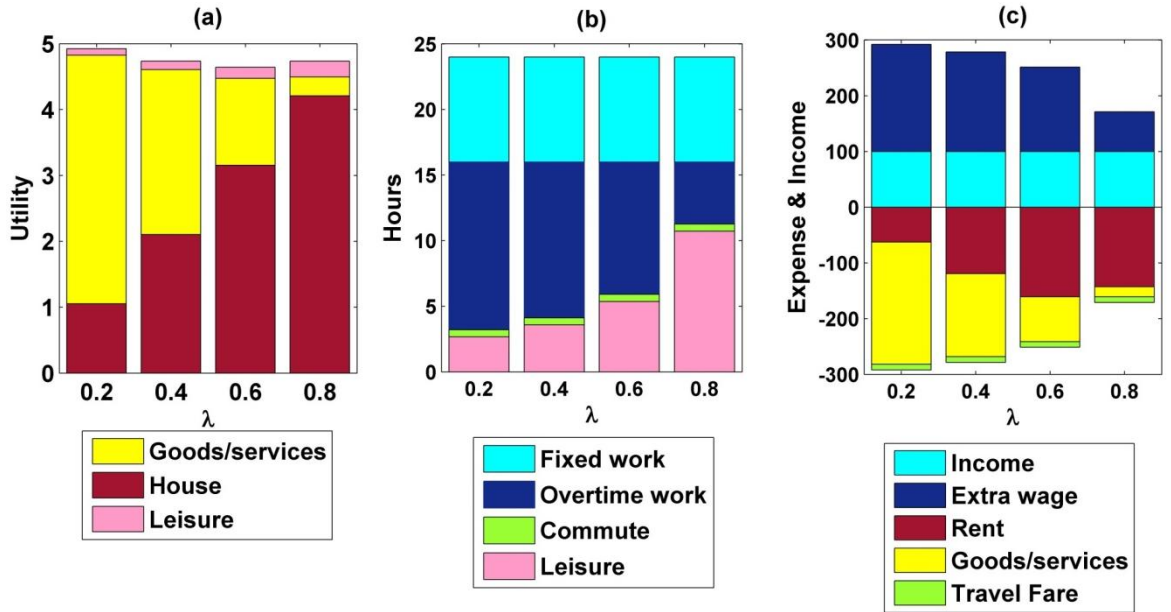 (a)
Utility
5
4
3
2
1
0
0.2 0.4 0.6 0.8
λ
Goods/services
House
Leisure
(b)
Hours
25
20
15
10
5
0
0.2 0.4 0.6 0.8
λ
Fixed work
Overtime work
Commute
Leisure
(c)
Expense & Income
300
200
100
0
-100
-200
-300
0.2 0.4 0.6 0.8
λ
Income
Extra wage
Rent
Goods/services
Travel Fare